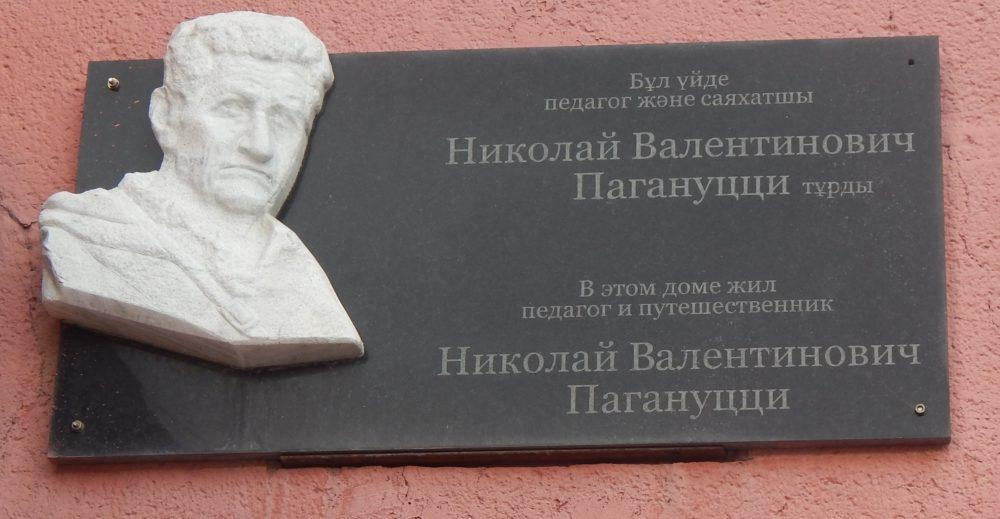 Бұл үйде
педагог және саяхатшы
Николай Валентинович
Пагануцци тұрды
В этом доме жил
педагог и путешественник
Николай Валентинович
Пагануцци